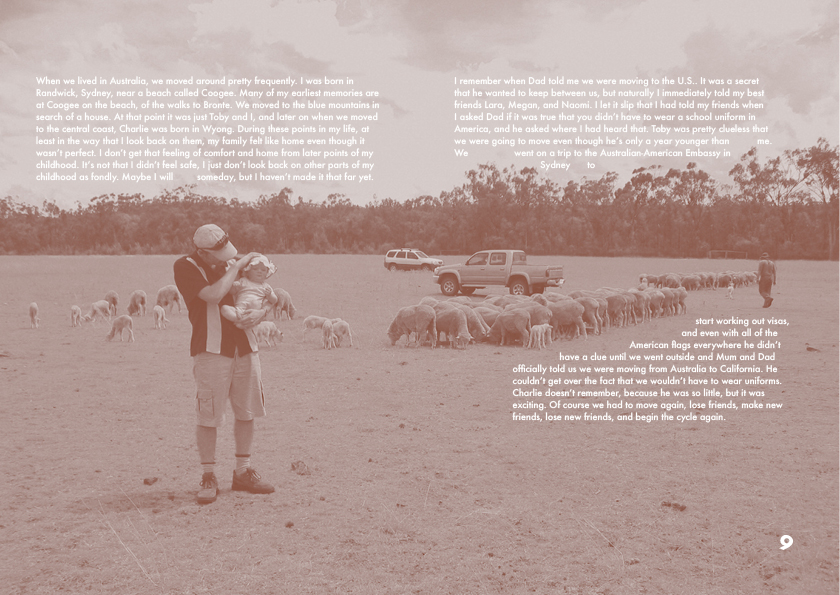 When we lived in Australia, we moved around pretty frequently. I was born in
Randwick, Sydney, near a beach called Coogee. Many of my earliest memories are
at Coogee on the beach, of the walks to Bronte. We moved to the blue mountains in
search of a house. At that point it was just Toby and I, and later on when we moved
to the central coast, Charlie was born in Wyong. During these points in my life, at
least in the way that I look back on them, my family felt like home even though it
wasn't perfect. I don't get that feeling of comfort and home from later points of my
childhood. It's not that I didn't feel safe, I just don't look back on other parts of my
childhood as fondly. Maybe I will someday, but I haven't made it that far yet.
I remember when Dad told me we were moving to the U.S.. It was a secret
that he wanted to keep between us, but naturally I immediately told my best
friends Lara, Megan, and Naomi. I let it slip that I had told my friends when
I asked Dad if it was true that you didn't have to wear a school uniform in
America, and he asked where I had heard that. Toby was pretty clueless that
we were going to move even though he's only a year younger than me.
We went on a trip to the Australian-American Embassy in
Sydney to
start working out visas,
and even with all of the
American flags everywhere he didn't
have a clue until we went outside and Mum and Dad
officially told us we were moving from Australia to California. He
couldn't get over the fact that we wouldn't have to wear uniforms.
Charlie doesn't remember, because he was so little, but it was
exciting. Of course we had to move again, lose friends, make new
friends, lose new friends, and begin the cycle again.
9